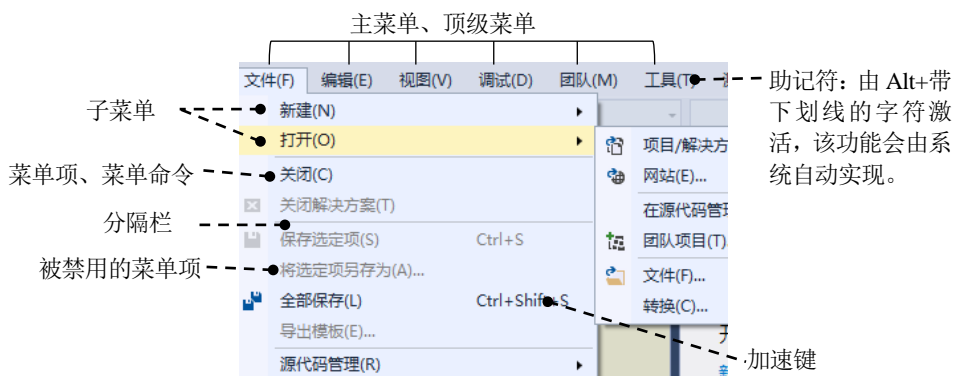 主菜单、顶级菜单
文件(F) 编辑(E) 视图(V) 调试(D) 团队(M) 工具(T)
助记符：由 Alt+带
下划线的字符激
活，该功能会由系
统自动实现。
子菜单
新建(N)
打开(O)
项目/解决方
菜单项、菜单命令
关闭(C)
网站(E)...
关闭解决方案(T)
在源代码管理
分隔栏
保存选定项(S) Ctrl+S
团队项目(T)
被禁用的菜单项
将选定项另存为(A)...
文件(F)...
全部保存(L) Ctrl+Shift+S
转换(C)...
导出模板(E)...
源代码管理(R)
加速键